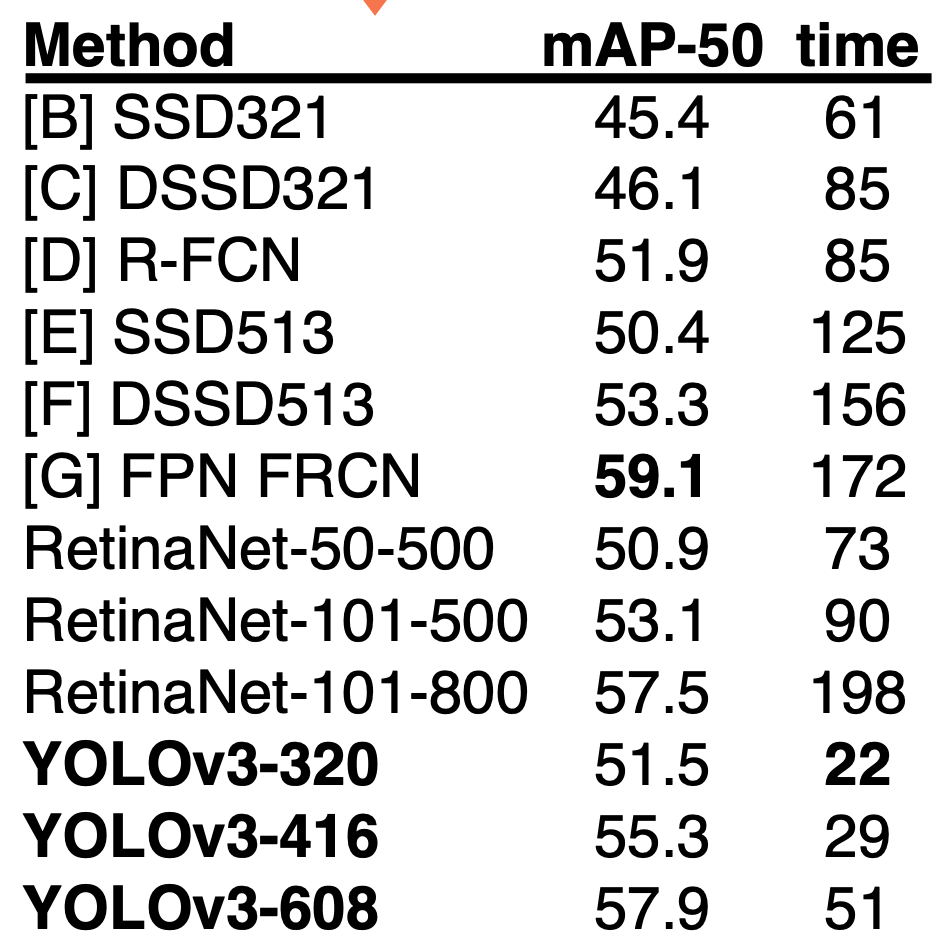 Method mAP-50 time
[B] SSD321 45.4 61
[C] DSSD321 46.1 85
[D] R-FCN 51.9 85
[E] SSD513 50.4 125
[F] DSSD513 53.3 156
[G] FPN FRCN 59.1 172
RetinaNet-50-500 50.9 73
RetinaNet-101-500 53.1 90
RetinaNet-101-800 57.5 198
YOLOv3-320 51.5 22
YOLOv3-416 55.3 29
YOLOv3-608 57.9 51